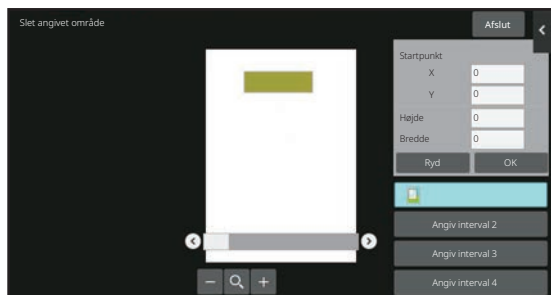 Slet angivet område
Afslut
Startpunkt
X 0
Y 0
Højde 0
Bredde 0
Ryd OK
Angiv interval 2
Angiv interval 3
Angiv interval 4